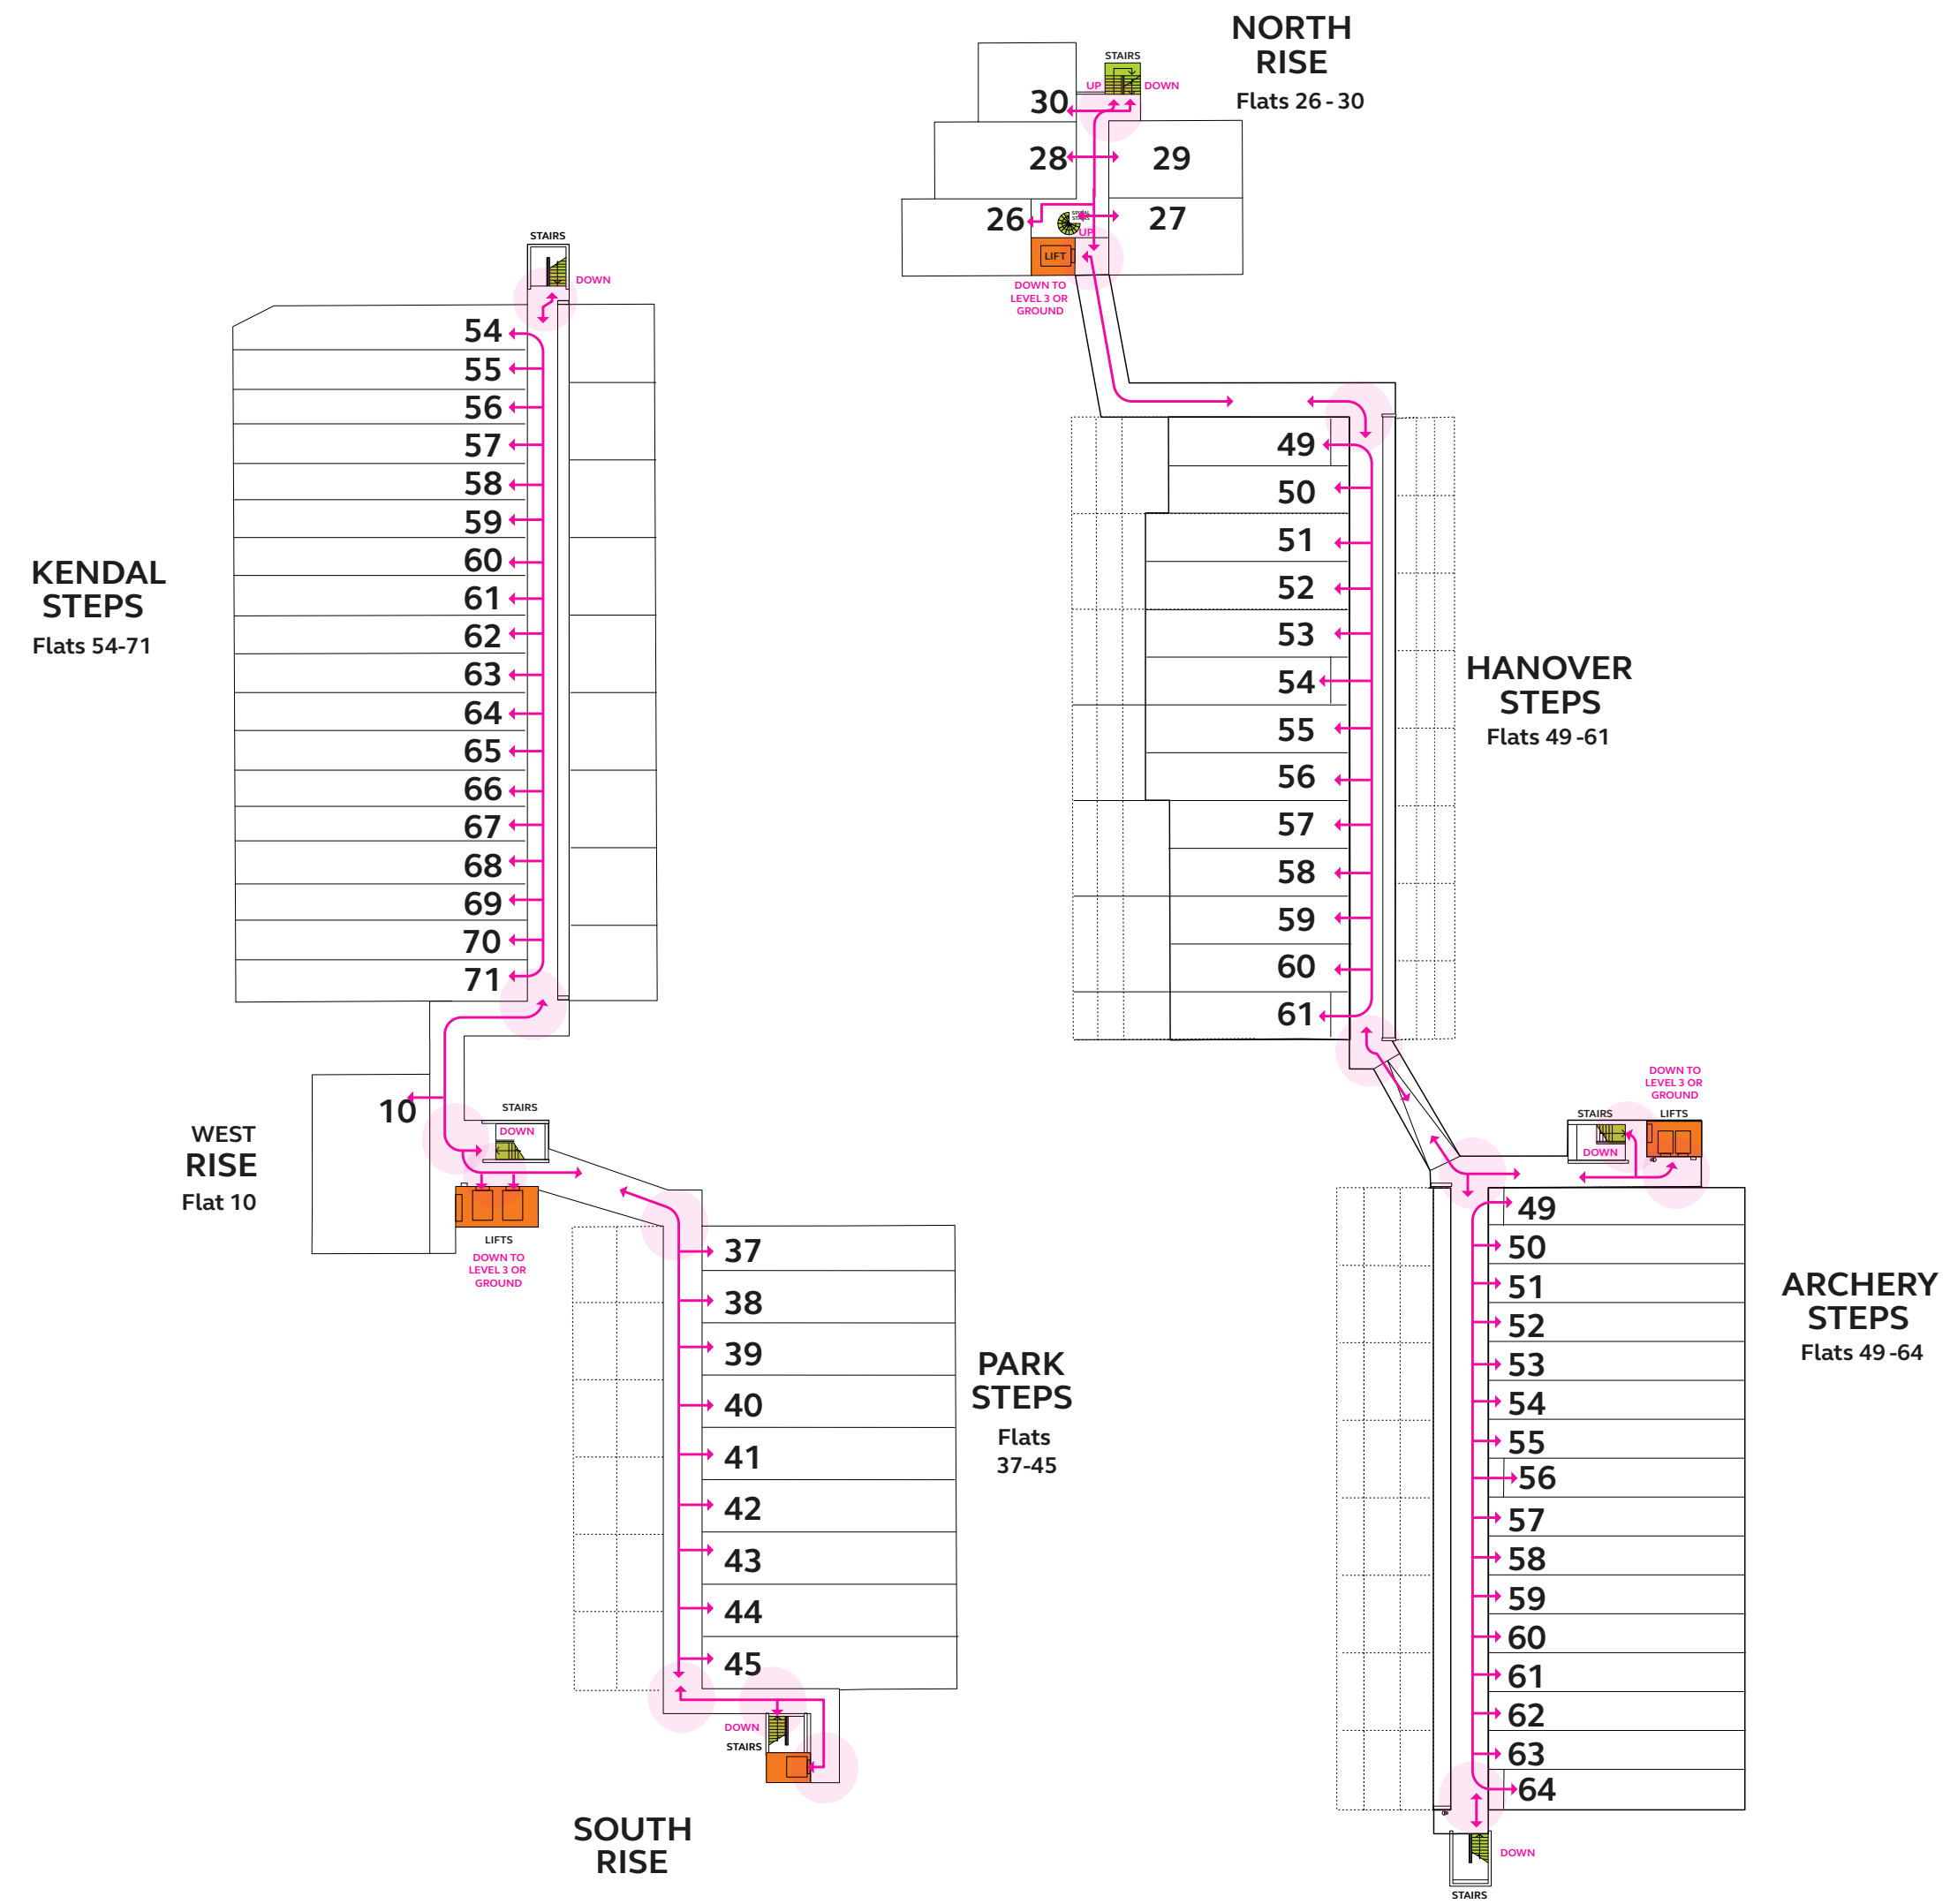 NORTH
RISE
Flats 26 - 30
STAIRS
UP
DOWN
30
28
29
26
SPIRAL
STAIRS
UP
27
LIFT
DOWN TO
LEVEL 3 OR
GROUND
STAIRS
DOWN
54
55
56
57
58
59
60
61
62
63
64
65
66
67
68
69
70
71
KENDAL
STEPS
Flats 54-71
49
50
51
52
53
54
55
56
57
58
59
60
61
HANOVER
STEPS
Flats 49 -61
10
WEST
RISE
Flat 10
STAIRS
DOWN
LIFTS
DOWN TO
LEVEL 3 OR
GROUND
37
38
39
40
41
42
43
44
45
PARK
STEPS
Flats
37-45
DOWN
STAIRS
SOUTH
RISE
DOWN TO
LEVEL 3 OR
GROUND
STAIRS
LIFTS
DOWN
49
50
51
52
53
54
55
56
57
58
59
60
61
62
63
64
ARCHERY
STEPS
Flats 49 -64
DOWN
STAIRS